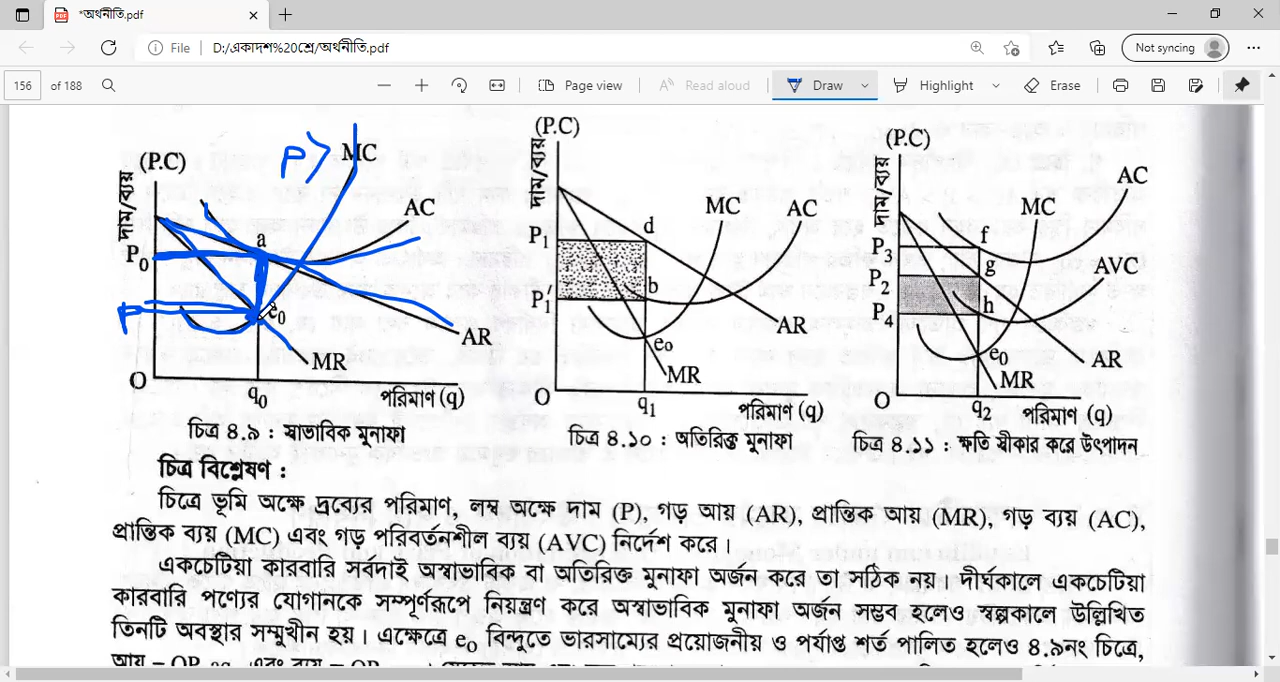 *অর্থনীতি.pdf
File D:/একাদশ%20শ্রে/অর্থনীতি.pdf
Not syncing
156 of 188
Page view
Read aloud
Draw
Highlight
Erase
(P.C)
দাম/ব্যয়
P>
MC
AC
P₀
a
P
e₀
AR
MR
O
q₀
পরিমাণ (q)
চিত্র ৪.৯ : স্বাভাবিক মুনাফা
(P.C)
দাম/ব্যয়
MC
AC
d
P₁
b
P₁'
e₀
AR
MR
O
q₁
পরিমাণ (q)
চিত্র ৪.১০ : অতিরিক্ত মুনাফা
(P.C)
দাম/ব্যয়
AC
MC
f
P₃
g
AVC
P₂
h
P₄
e₀
AR
MR
O
q₂
পরিমাণ (q)
চিত্র ৪.১১ : ক্ষতি স্বীকার করে উৎপাদন
চিত্র বিশ্লেষণ :
চিত্রে ভূমি অক্ষে দ্রব্যের পরিমাণ, লম্ব অক্ষে দাম (P), গড় আয় (AR), প্রান্তিক আয় (MR), গড় ব্যয় (AC),
প্রান্তিক ব্যয় (MC) এবং গড় পরিবর্তনশীল ব্যয় (AVC) নির্দেশ করে।
একচেটিয়া কারবারি সর্বদাই অস্বাভাবিক বা অতিরিক্ত মুনাফা অর্জন করে তা সঠিক নয়। দীর্ঘকালে একচেটিয়া
কারবারি পণ্যের যোগানকে সম্পূর্ণরূপে নিয়ন্ত্রণ করে অস্বাভাবিক মুনাফা অর্জন সম্ভব হলেও স্বল্পকালে উল্লিখিত
তিনটি অবস্থার সম্মুখীন হয়। এক্ষেত্রে e₀ বিন্দুতে ভারসাম্যের প্রয়োজনীয় ও পর্যাপ্ত শর্ত পালিত হলেও ৪.৯নং চিত্রে,